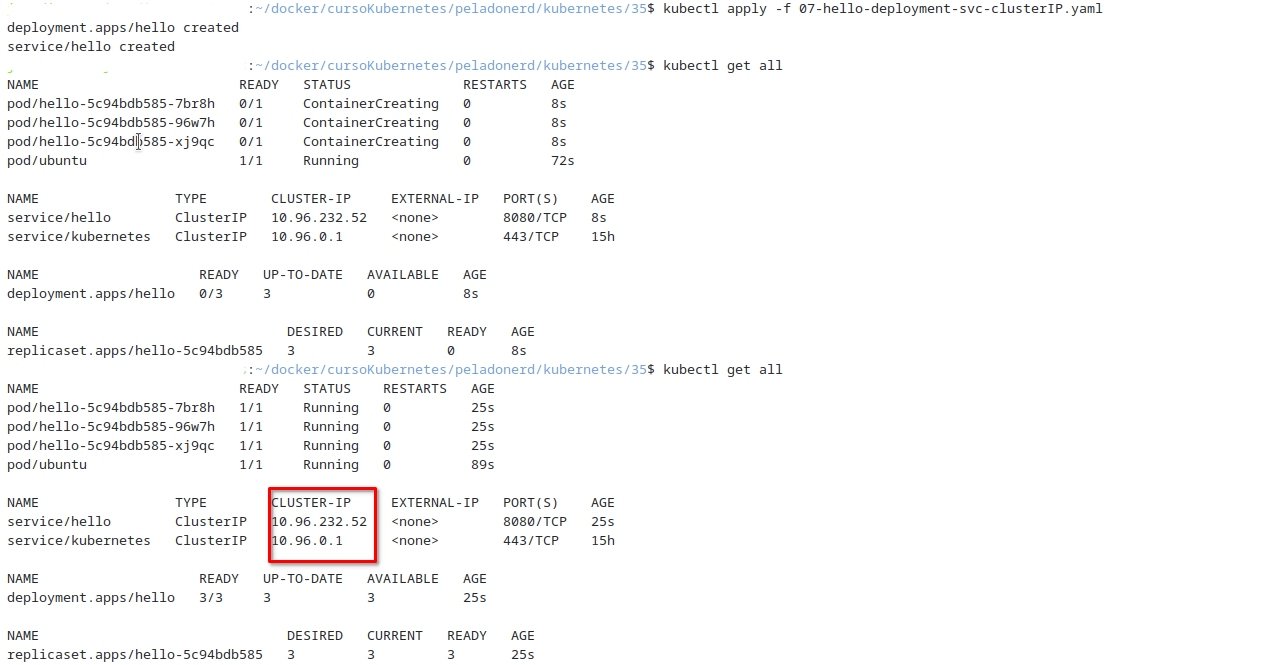 :~/docker/cursoKubernetes/peladonerd/kubernetes/35$ kubectl apply -f 07-hello-deployment-svc-clusterIP.yaml
deployment.apps/hello created
service/hello created
:~/docker/cursoKubernetes/peladonerd/kubernetes/35$ kubectl get all
NAME READY STATUS RESTARTS AGE
pod/hello-5c94bdb585-7br8h 0/1 ContainerCreating 0 8s
pod/hello-5c94bdb585-96w7h 0/1 ContainerCreating 0 8s
pod/hello-5c94bdb585-xj9qc 0/1 ContainerCreating 0 8s
pod/ubuntu 1/1 Running 0 72s
NAME TYPE CLUSTER-IP EXTERNAL-IP PORT(S) AGE
service/hello ClusterIP 10.96.232.52 <none> 8080/TCP 8s
service/kubernetes ClusterIP 10.96.0.1 <none> 443/TCP 15h
NAME READY UP-TO-DATE AVAILABLE AGE
deployment.apps/hello 0/3 3 0 8s
NAME DESIRED CURRENT READY AGE
replicaset.apps/hello-5c94bdb585 3 3 0 8s
:~/docker/cursoKubernetes/peladonerd/kubernetes/35$ kubectl get all
NAME READY STATUS RESTARTS AGE
pod/hello-5c94bdb585-7br8h 1/1 Running 0 25s
pod/hello-5c94bdb585-96w7h 1/1 Running 0 25s
pod/hello-5c94bdb585-xj9qc 1/1 Running 0 25s
pod/ubuntu 1/1 Running 0 89s
NAME TYPE CLUSTER-IP EXTERNAL-IP PORT(S) AGE
service/hello ClusterIP 10.96.232.52 <none> 8080/TCP 25s
service/kubernetes ClusterIP 10.96.0.1 <none> 443/TCP 15h
NAME READY UP-TO-DATE AVAILABLE AGE
deployment.apps/hello 3/3 3 3 25s
NAME DESIRED CURRENT READY AGE
replicaset.apps/hello-5c94bdb585 3 3 3 25s